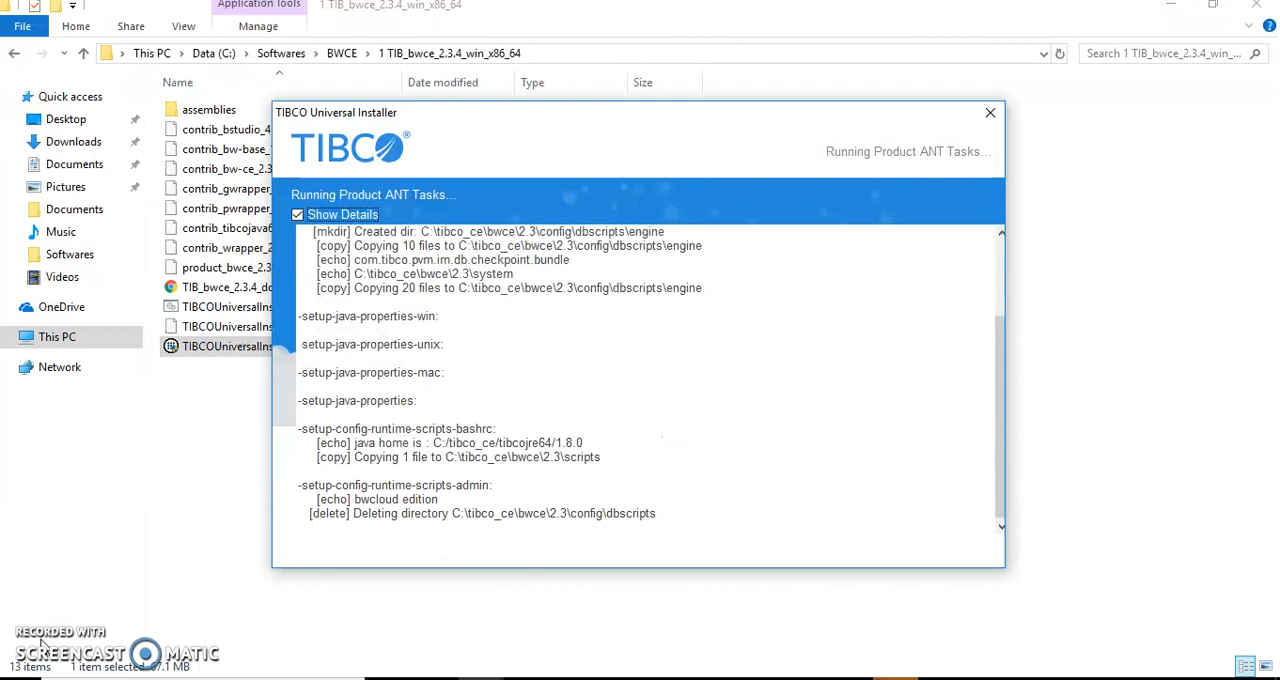 Application Tools
1 TIB_bwce_2.3.4_win_x86_64
File Home Share View Manage
This PC Data (C:) Softwares BWCE 1 TIB_bwce_2.3.4_win_x86_64
Search 1 TIB_bwce_2.3.4_win_...
Name Date modified Type Size
Quick access
Desktop
Downloads
Documents
Pictures
Documents
Music
Softwares
Videos
OneDrive
This PC
Network
assemblies
contrib_bstudio_4
contrib_bw-base_
contrib_bw-ce_2.3
contrib_gwrapper_
contrib_pwrapper_
contrib_tibcojava6
contrib_wrapper_2
product_bwce_2.3
TIB_bwce_2.3.4_do
TIBCOUniversalIns
TIBCOUniversalIns
TIBCOUniversalIns
TIBCO Universal Installer
TIBCO®
Running Product ANT Tasks...
Running Product ANT Tasks...
Show Details
[mkdir] Created dir: C:\tibco_ce\bwce\2.3\config\dbscripts\engine
[copy] Copying 10 files to C:\tibco_ce\bwce\2.3\config\dbscripts\engine
[echo] com.tibco.pvm.im.db.checkpoint.bundle
[echo] C:\tibco_ce\bwce\2.3\system
[copy] Copying 20 files to C:\tibco_ce\bwce\2.3\config\dbscripts\engine
-setup-java-properties-win:
-setup-java-properties-unix:
-setup-java-properties-mac:
-setup-java-properties:
-setup-config-runtime-scripts-bashrc:
[echo] java home is : C:/tibco_ce/tibcojre64/1.8.0
[copy] Copying 1 file to C:\tibco_ce\bwce\2.3\scripts
-setup-config-runtime-scripts-admin:
[echo] bwcloud edition
[delete] Deleting directory C:\tibco_ce\bwce\2.3\config\dbscripts
RECORDED WITH
SCREENCAST MATIC
13 items 1 item selected 67.1 MB